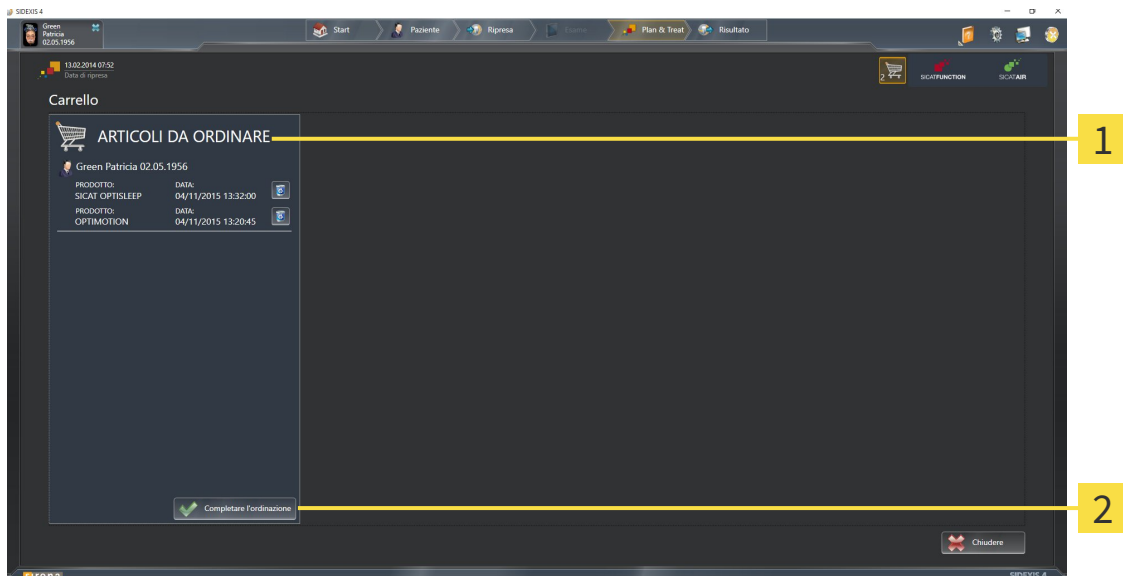 SIDEXIS 4
Green
Patricia
02.05.1956
Start
Paziente
Ripresa
Esame
Plan & Treat
Risultato
13.02.2014 07:52
Data di ripresa
2
SICATFUNCTION
SICATAIR
Carrello
ARTICOLI DA ORDINARE
1
Green Patricia 02.05.1956
PRODOTTO: DATA:
SICAT OPTISLEEP 04/11/2015 13:32:00
PRODOTTO: DATA:
OPTIMOTION 04/11/2015 13:20:45
Completare l'ordinazione
2
Chiudere
sirona
SIDEXIS 4